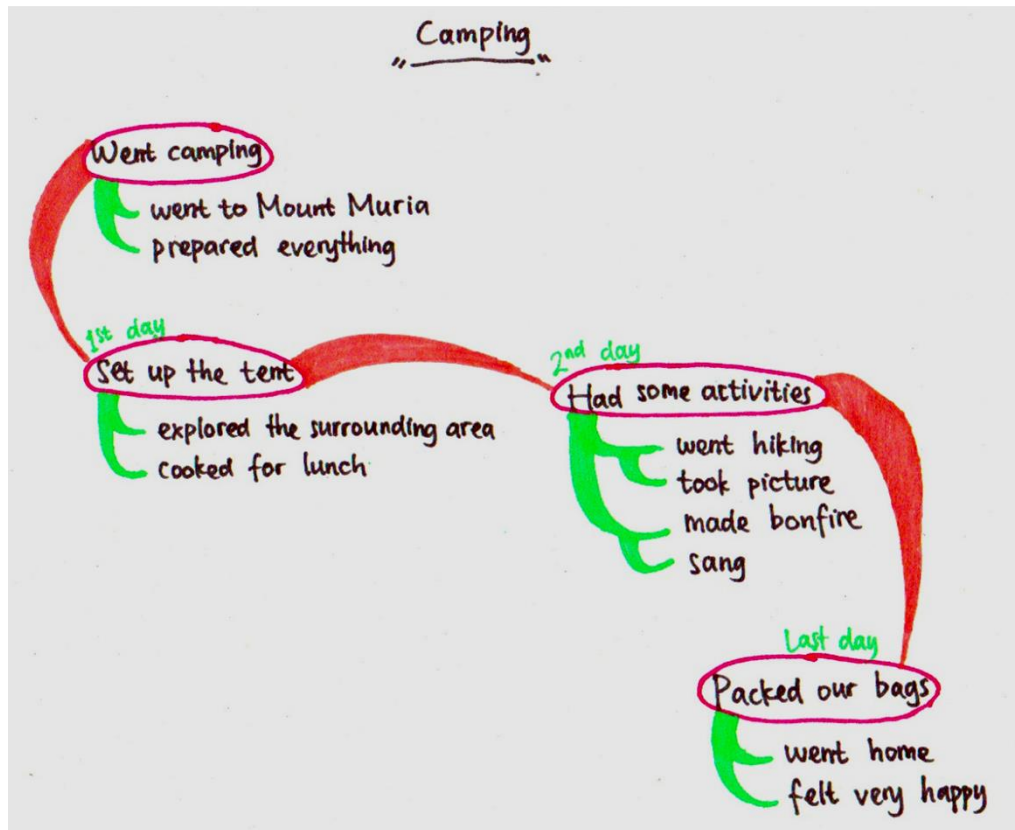 Camping
Went camping
went to Mount Muria
prepared everything
1st day
Set up the tent
explored the surrounding area
cooked for lunch
2nd day
Had some activities
went hiking
took picture
made bonfire
sang
Last day
Packed our bags
went home
felt very happy